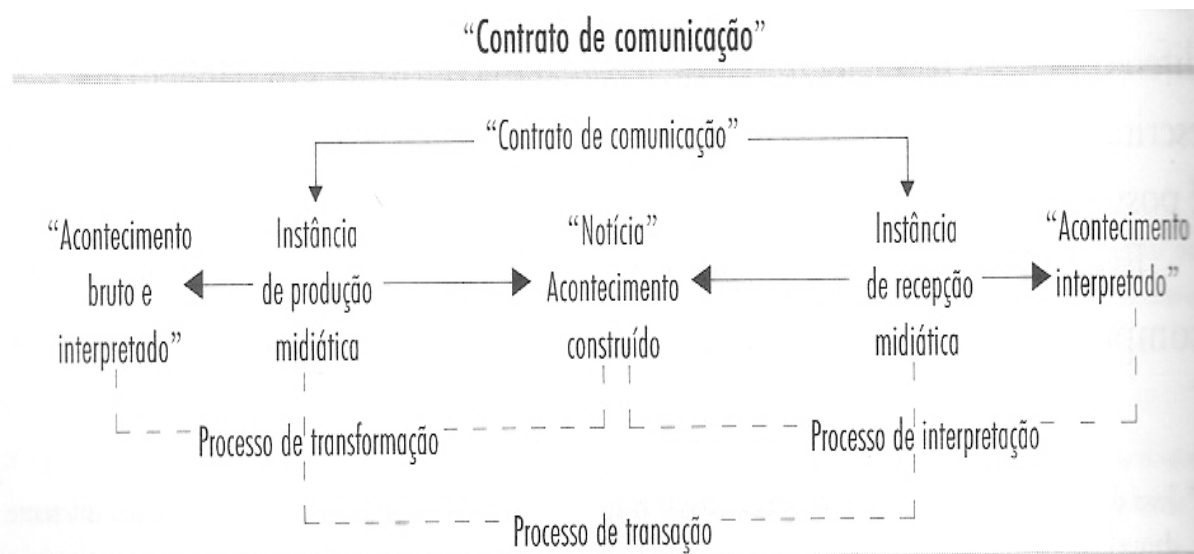 “Contrato de comunicação”
“Contrato de comunicação”
“Acontecimento
bruto e
interpretado”
Instância
de produção
midiática
“Notícia”
Acontecimento
construído
Instância
de recepção
midiática
“Acontecimento
interpretado”
Processo de transformação
Processo de interpretação
Processo de transação